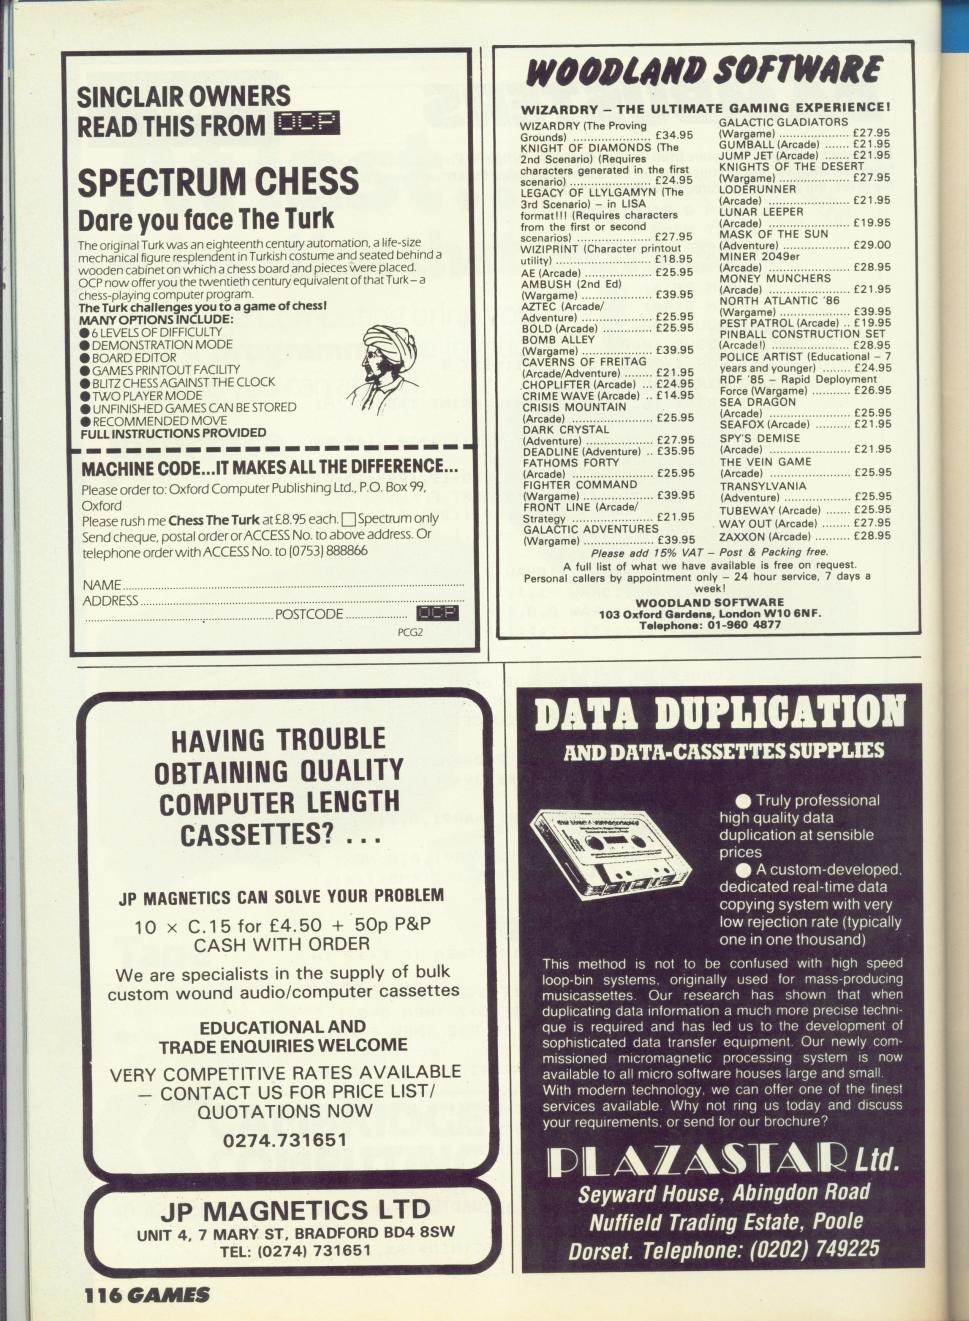 SINCLAIR OWNERS
READ THIS FROM OCP
SPECTRUM CHESS
Dare you face The Turk
The original Turk was an eighteenth century automation, a life-size
mechanical figure resplendent in Turkish costume and seated behind a
wooden cabinet on which a chess board and pieces were placed.
OCP now offer you the twentieth century equivalent of that Turk – a
chess-playing computer program.
The Turk challenges you to a game of chess!
MANY OPTIONS INCLUDE:
● 6 LEVELS OF DIFFICULTY
● DEMONSTRATION MODE
● BOARD EDITOR
● GAMES PRINTOUT FACILITY
● BLITZ CHESS AGAINST THE CLOCK
● TWO PLAYER MODE
● UNFINISHED GAMES CAN BE STORED
● RECOMMENDED MOVE
FULL INSTRUCTIONS PROVIDED
MACHINE CODE...IT MAKES ALL THE DIFFERENCE...
Please order to: Oxford Computer Publishing Ltd., P.O. Box 99,
Oxford
Please rush me Chess The Turk at £8.95 each. Spectrum only
Send cheque, postal order or ACCESS No. to above address. Or
telephone order with ACCESS No. to (0753) 888866
NAME
ADDRESS
POSTCODE OCP
PCG2
WOODLAND SOFTWARE
WIZARDRY – THE ULTIMATE GAMING EXPERIENCE!
WIZARDRY (The Proving
Grounds) .................. £34.95
KNIGHT OF DIAMONDS (The
2nd Scenario) (Requires
characters generated in the first
scenario) .................. £24.95
LEGACY OF LLYLGAMYN (The
3rd Scenario) – in LISA
format!!! (Requires characters
from the first or second
scenarios) .................. £27.95
WIZIPRINT (Character printout
utility) .................. £18.95
AE (Arcade) .................. £25.95
AMBUSH (2nd Ed)
(Wargame) .................. £39.95
AZTEC (Arcade/
Adventure) .................. £25.95
BOLD (Arcade) .................. £25.95
BOMB ALLEY
(Wargame) .................. £39.95
CAVERNS OF FREITAG
(Arcade/Adventure) ....... £21.95
CHOPLIFTER (Arcade) .. £24.95
CRIME WAVE (Arcade) .. £14.95
CRISIS MOUNTAIN
(Arcade) .................. £25.95
DARK CRYSTAL
(Adventure) .................. £27.95
DEADLINE (Adventure) .. £35.95
FATHOMS FORTY
(Arcade) .................. £25.95
FIGHTER COMMAND
(Wargame) .................. £39.95
FRONT LINE (Arcade/
Strategy .................. £21.95
GALACTIC ADVENTURES
(Wargame) .................. £39.95
GALACTIC GLADIATORS
(Wargame) .................. £27.95
GUMBALL (Arcade) ....... £21.95
JUMP JET (Arcade) ....... £21.95
KNIGHTS OF THE DESERT
(Wargame) .................. £27.95
LODERUNNER
(Arcade) .................. £21.95
LUNAR LEEPER
(Arcade) .................. £19.95
MASK OF THE SUN
(Adventure) .................. £29.00
MINER 2049er
(Arcade) .................. £28.95
MONEY MUNCHERS
(Arcade) .................. £21.95
NORTH ATLANTIC '86
(Wargame) .................. £39.95
PEST PATROL (Arcade) .. £19.95
PINBALL CONSTRUCTION SET
(Arcade!) .................. £28.95
POLICE ARTIST (Educational – 7
years and younger) ....... £24.95
RDF '85 – Rapid Deployment
Force (Wargame) .......... £26.95
SEA DRAGON
(Arcade) .................. £25.95
SEAFOX (Arcade) .......... £21.95
SPY'S DEMISE
(Arcade) .................. £21.95
THE VEIN GAME
(Arcade) .................. £25.95
TRANSYLVANIA
(Adventure) .................. £25.95
TUBEWAY (Arcade) ....... £25.95
WAY OUT (Arcade) ........ £27.95
ZAXXON (Arcade) .......... £28.95
Please add 15% VAT – Post & Packing free.
A full list of what we have available is free on request.
Personal callers by appointment only – 24 hour service, 7 days a
week!
WOODLAND SOFTWARE
103 Oxford Gardens, London W10 6NF.
Telephone: 01-960 4877
HAVING TROUBLE
OBTAINING QUALITY
COMPUTER LENGTH
CASSETTES? ...
JP MAGNETICS CAN SOLVE YOUR PROBLEM
10 × C.15 for £4.50 + 50p P&P
CASH WITH ORDER
We are specialists in the supply of bulk
custom wound audio/computer cassettes
EDUCATIONAL AND
TRADE ENQUIRIES WELCOME
VERY COMPETITIVE RATES AVAILABLE
– CONTACT US FOR PRICE LIST/
QUOTATIONS NOW
0274.731651
JP MAGNETICS LTD
UNIT 4, 7 MARY ST, BRADFORD BD4 8SW
TEL: (0274) 731651
DATA DUPLICATION
AND DATA-CASSETTES SUPPLIES
● Truly professional
high quality data
duplication at sensible
prices
● A custom-developed,
dedicated real-time data
copying system with very
low rejection rate (typically
one in one thousand)
This method is not to be confused with high speed
loop-bin systems, originally used for mass-producing
musicassettes. Our research has shown that when
duplicating data information a much more precise techni-
que is required and has led us to the development of
sophisticated data transfer equipment. Our newly com-
missioned micromagnetic processing system is now
available to all micro software houses large and small.
With modern technology, we can offer one of the finest
services available. Why not ring us today and discuss
your requirements, or send for our brochure?
PLAZASTAR Ltd.
Seyward House, Abingdon Road
Nuffield Trading Estate, Poole
Dorset. Telephone: (0202) 749225
116 GAMES